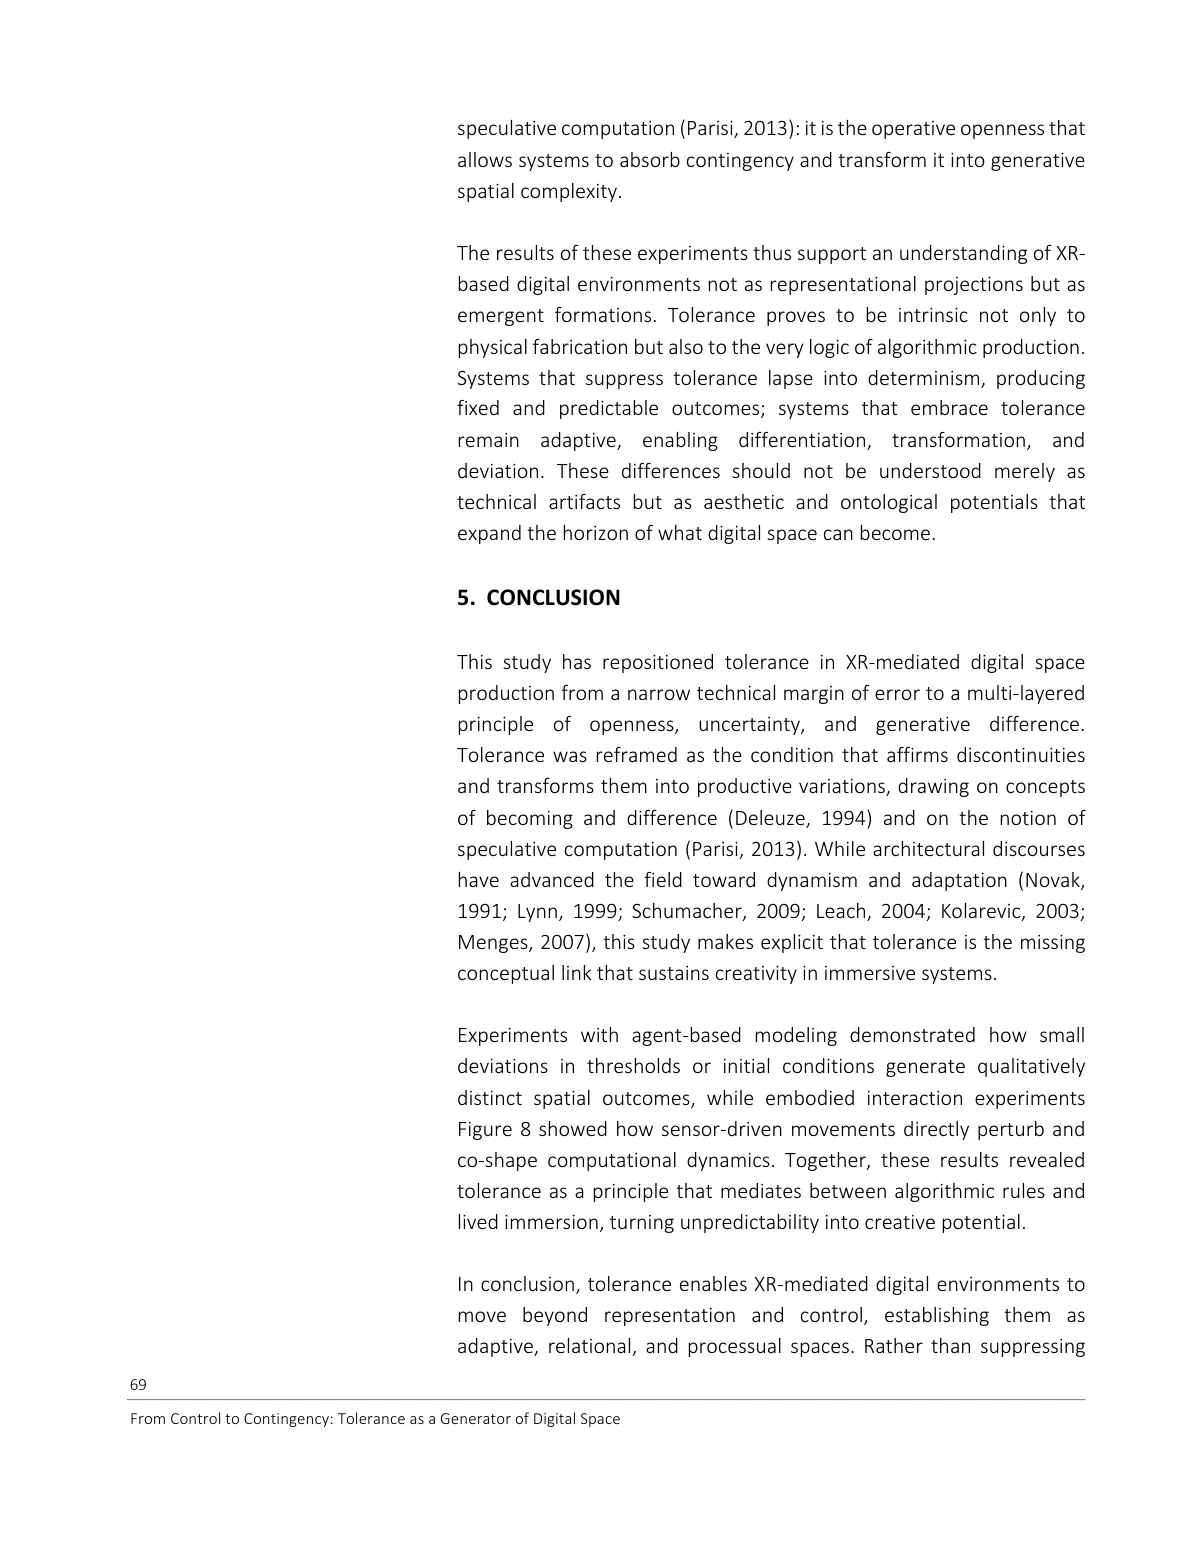 speculative computation (Parisi, 2013): it is the operative openness that
allows systems to absorb contingency and transform it into generative
spatial complexity.
The results of these experiments thus support an understanding of XR-
based digital environments not as representational projections but as
emergent formations. Tolerance proves to be intrinsic not only to
physical fabrication but also to the very logic of algorithmic production.
Systems that suppress tolerance lapse into determinism, producing
fixed and predictable outcomes; systems that embrace tolerance
remain adaptive, enabling differentiation, transformation, and
deviation. These differences should not be understood merely as
technical artifacts but as aesthetic and ontological potentials that
expand the horizon of what digital space can become.
5. CONCLUSION
This study has repositioned tolerance in XR-mediated digital space
production from a narrow technical margin of error to a multi-layered
principle of openness, uncertainty, and generative difference.
Tolerance was reframed as the condition that affirms discontinuities
and transforms them into productive variations, drawing on concepts
of becoming and difference (Deleuze, 1994) and on the notion of
speculative computation (Parisi, 2013). While architectural discourses
have advanced the field toward dynamism and adaptation (Novak,
1991; Lynn, 1999; Schumacher, 2009; Leach, 2004; Kolarevic, 2003;
Menges, 2007), this study makes explicit that tolerance is the missing
conceptual link that sustains creativity in immersive systems.
Experiments with agent-based modeling demonstrated how small
deviations in thresholds or initial conditions generate qualitatively
distinct spatial outcomes, while embodied interaction experiments
Figure 8 showed how sensor-driven movements directly perturb and
co-shape computational dynamics. Together, these results revealed
tolerance as a principle that mediates between algorithmic rules and
lived immersion, turning unpredictability into creative potential.
In conclusion, tolerance enables XR-mediated digital environments to
move beyond representation and control, establishing them as
adaptive, relational, and processual spaces. Rather than suppressing
69
From Control to Contingency: Tolerance as a Generator of Digital Space